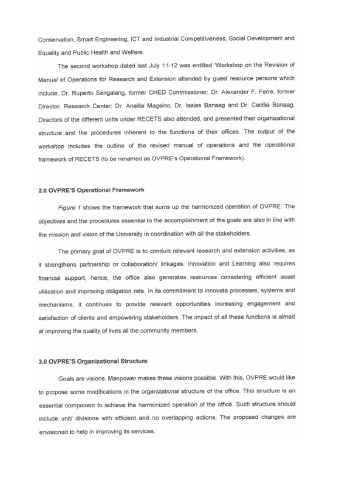 Conservation, Smart Engineering, ICT and Industrial Competitiveness, Social Development and
Equality and Public Health and Welfare.
The second workshop dated last July 11-12 was entitled 'Workshop on the Revision of
Manual of Operations for Research and Extension attended by guest resource persons which
include: Dr. Ruperto Sangalang, former CHED Commissioner; Dr. Alexander F. Ferre, former
Director, Research Center; Dr. Analita Magsino, Dr. Isaias Banaag and Dr. Cecilia Banaag.
Directors of the different units under RECETS also attended, and presented their organizational
structure and the procedures inherent to the functions of their offices. The output of the
workshop includes the outline of the revised manual of operations and the operational
framework of RECETS (to be renamed as OVPRE's Operational Framework).
2.0 OVPRE'S Operational Framework
Figure 1 shows the framework that sums up the harmonized operation of OVPRE. The
objectives and the procedures essential to the accomplishment of the goals are also in line with
the mission and vision of the University in coordination with all the stakeholders.
The primary goal of OVPRE is to conduct relevant research and extension activities, as
it strengthens partnership or collaboration/ linkages. Innovation and Learning also requires
financial support, hence, the office also generates resources considering efficient asset
utilization and improving obligation rate. In its commitment to innovate processes, systems and
mechanisms, it continues to provide relevant opportunities increasing engagement and
satisfaction of clients and empowering stakeholders. The impact of all these functions is aimed
at improving the quality of lives all the community members.
3.0 OVPRE'S Organizational Structure
Goals are visions. Manpower makes these visions possible. With this, OVPRE would like
to propose some modifications in the organizational structure of the office. This structure is an
essential component to achieve the harmonized operation of the office. Such structure should
include unit/ divisions with efficient and no overlapping actions. The proposed changes are
envisioned to help in improving its services.